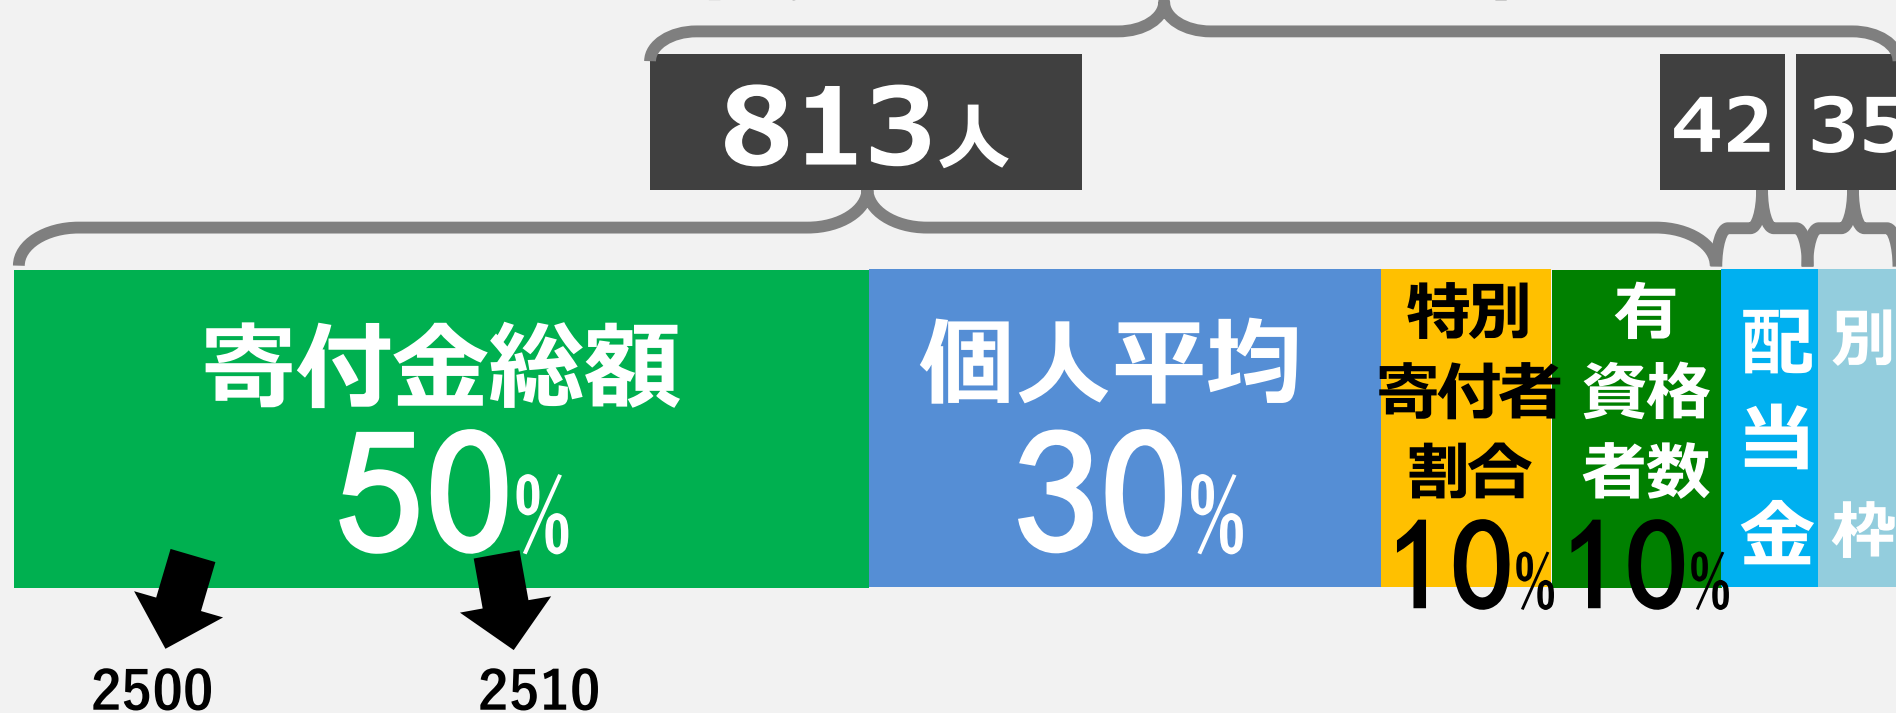 813人
42
35
寄付金総額
50%
個人平均
30%
特別
寄付者
割合
10%
有
資格
者数
10%
配
当
金
別
枠
2500
2510